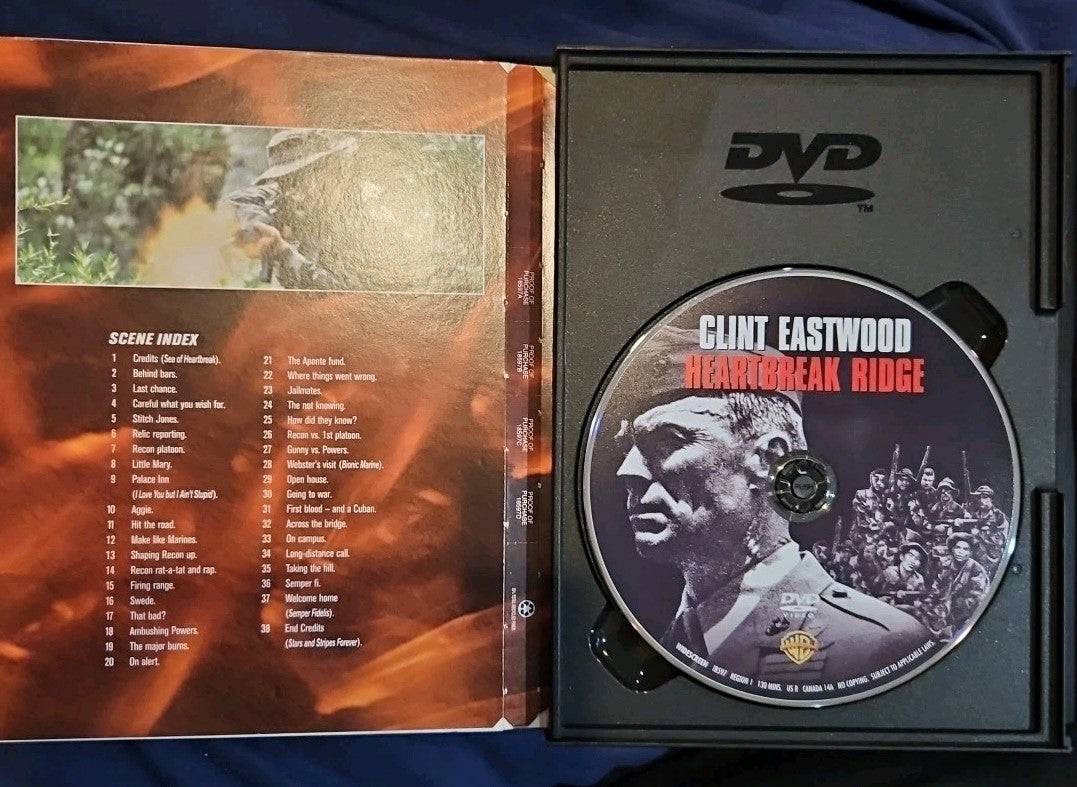 SCENE INDEX
1 Credits (Sea of Heartbreak).
2 Behind bars.
3 Last chance.
4 Careful what you wish for.
5 Stitch Jones.
6 Relic reporting.
7 Recon platoon.
8 Little Mary.
9 Palace Inn
(I Love You but I Ain't Stupid).
10 Aggie.
11 Hit the road.
12 Make like Marines.
13 Shaping Recon up.
14 Recon rat-a-tat and rap.
15 Firing range.
16 Swede.
17 That bad?
18 Ambushing Powers.
19 The major burns.
20 On alert.
21 The Aponte fund.
22 Where things went wrong.
23 Jailmates.
24 The not knowing.
25 How did they know?
26 Recon vs. 1st platoon.
27 Gunny vs. Powers.
28 Webster's visit (Bionic Marine).
29 Open house.
30 Going to war.
31 First blood – and a Cuban.
32 Across the bridge.
33 On campus.
34 Long-distance call.
35 Taking the hill.
36 Semper fi.
37 Welcome home
(Semper Fidelis).
38 End Credits
(Stars and Stripes Forever).
PROOF OF
PURCHASE
18597A
PROOF OF
PURCHASE
18597B
PROOF OF
PURCHASE
18597C
PROOF OF
PURCHASE
18597D
DVD
TM
CLINT EASTWOOD
HEARTBREAK RIDGE
PUSH
DVD
VIDEO
WB
WIDESCREEN 18597 REGION 1 130 MINS. US R CANADA 14A NO COPYING. SUBJECT TO APPLICABLE LAWS.